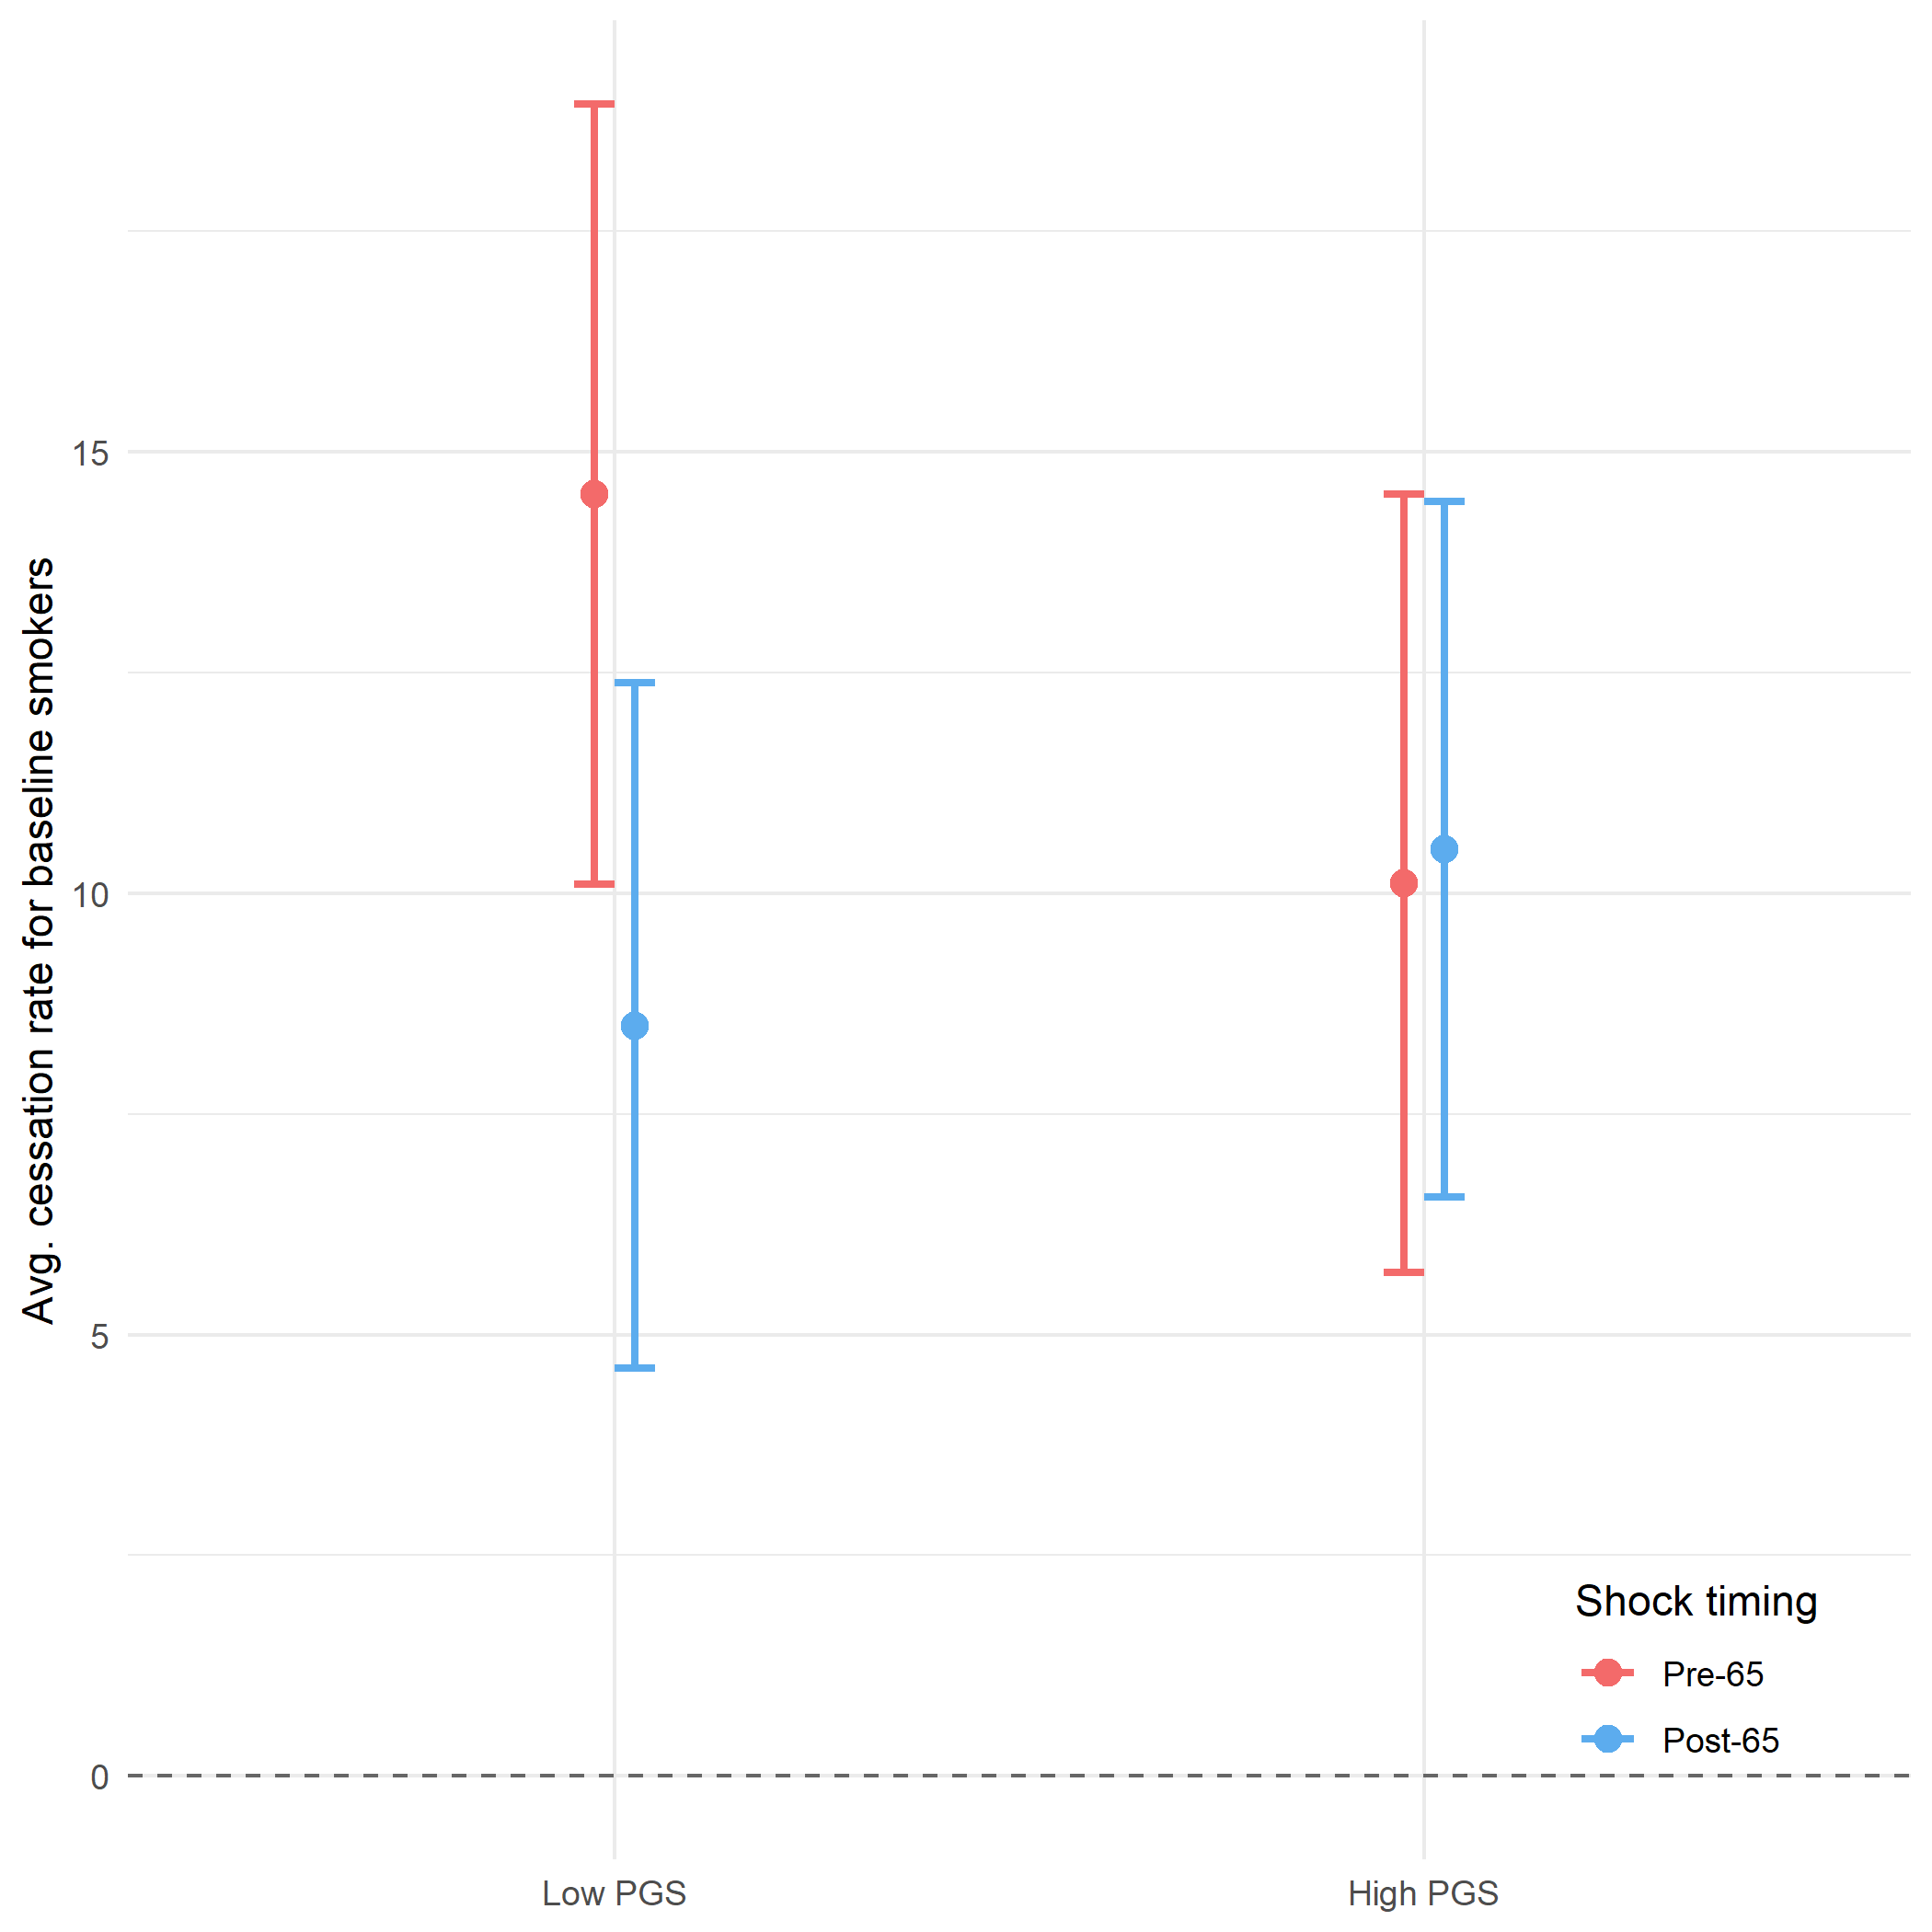 Avg. cessation rate for baseline smokers
15
10
5
0
Low PGS
High PGS
Shock timing
Pre-65
Post-65